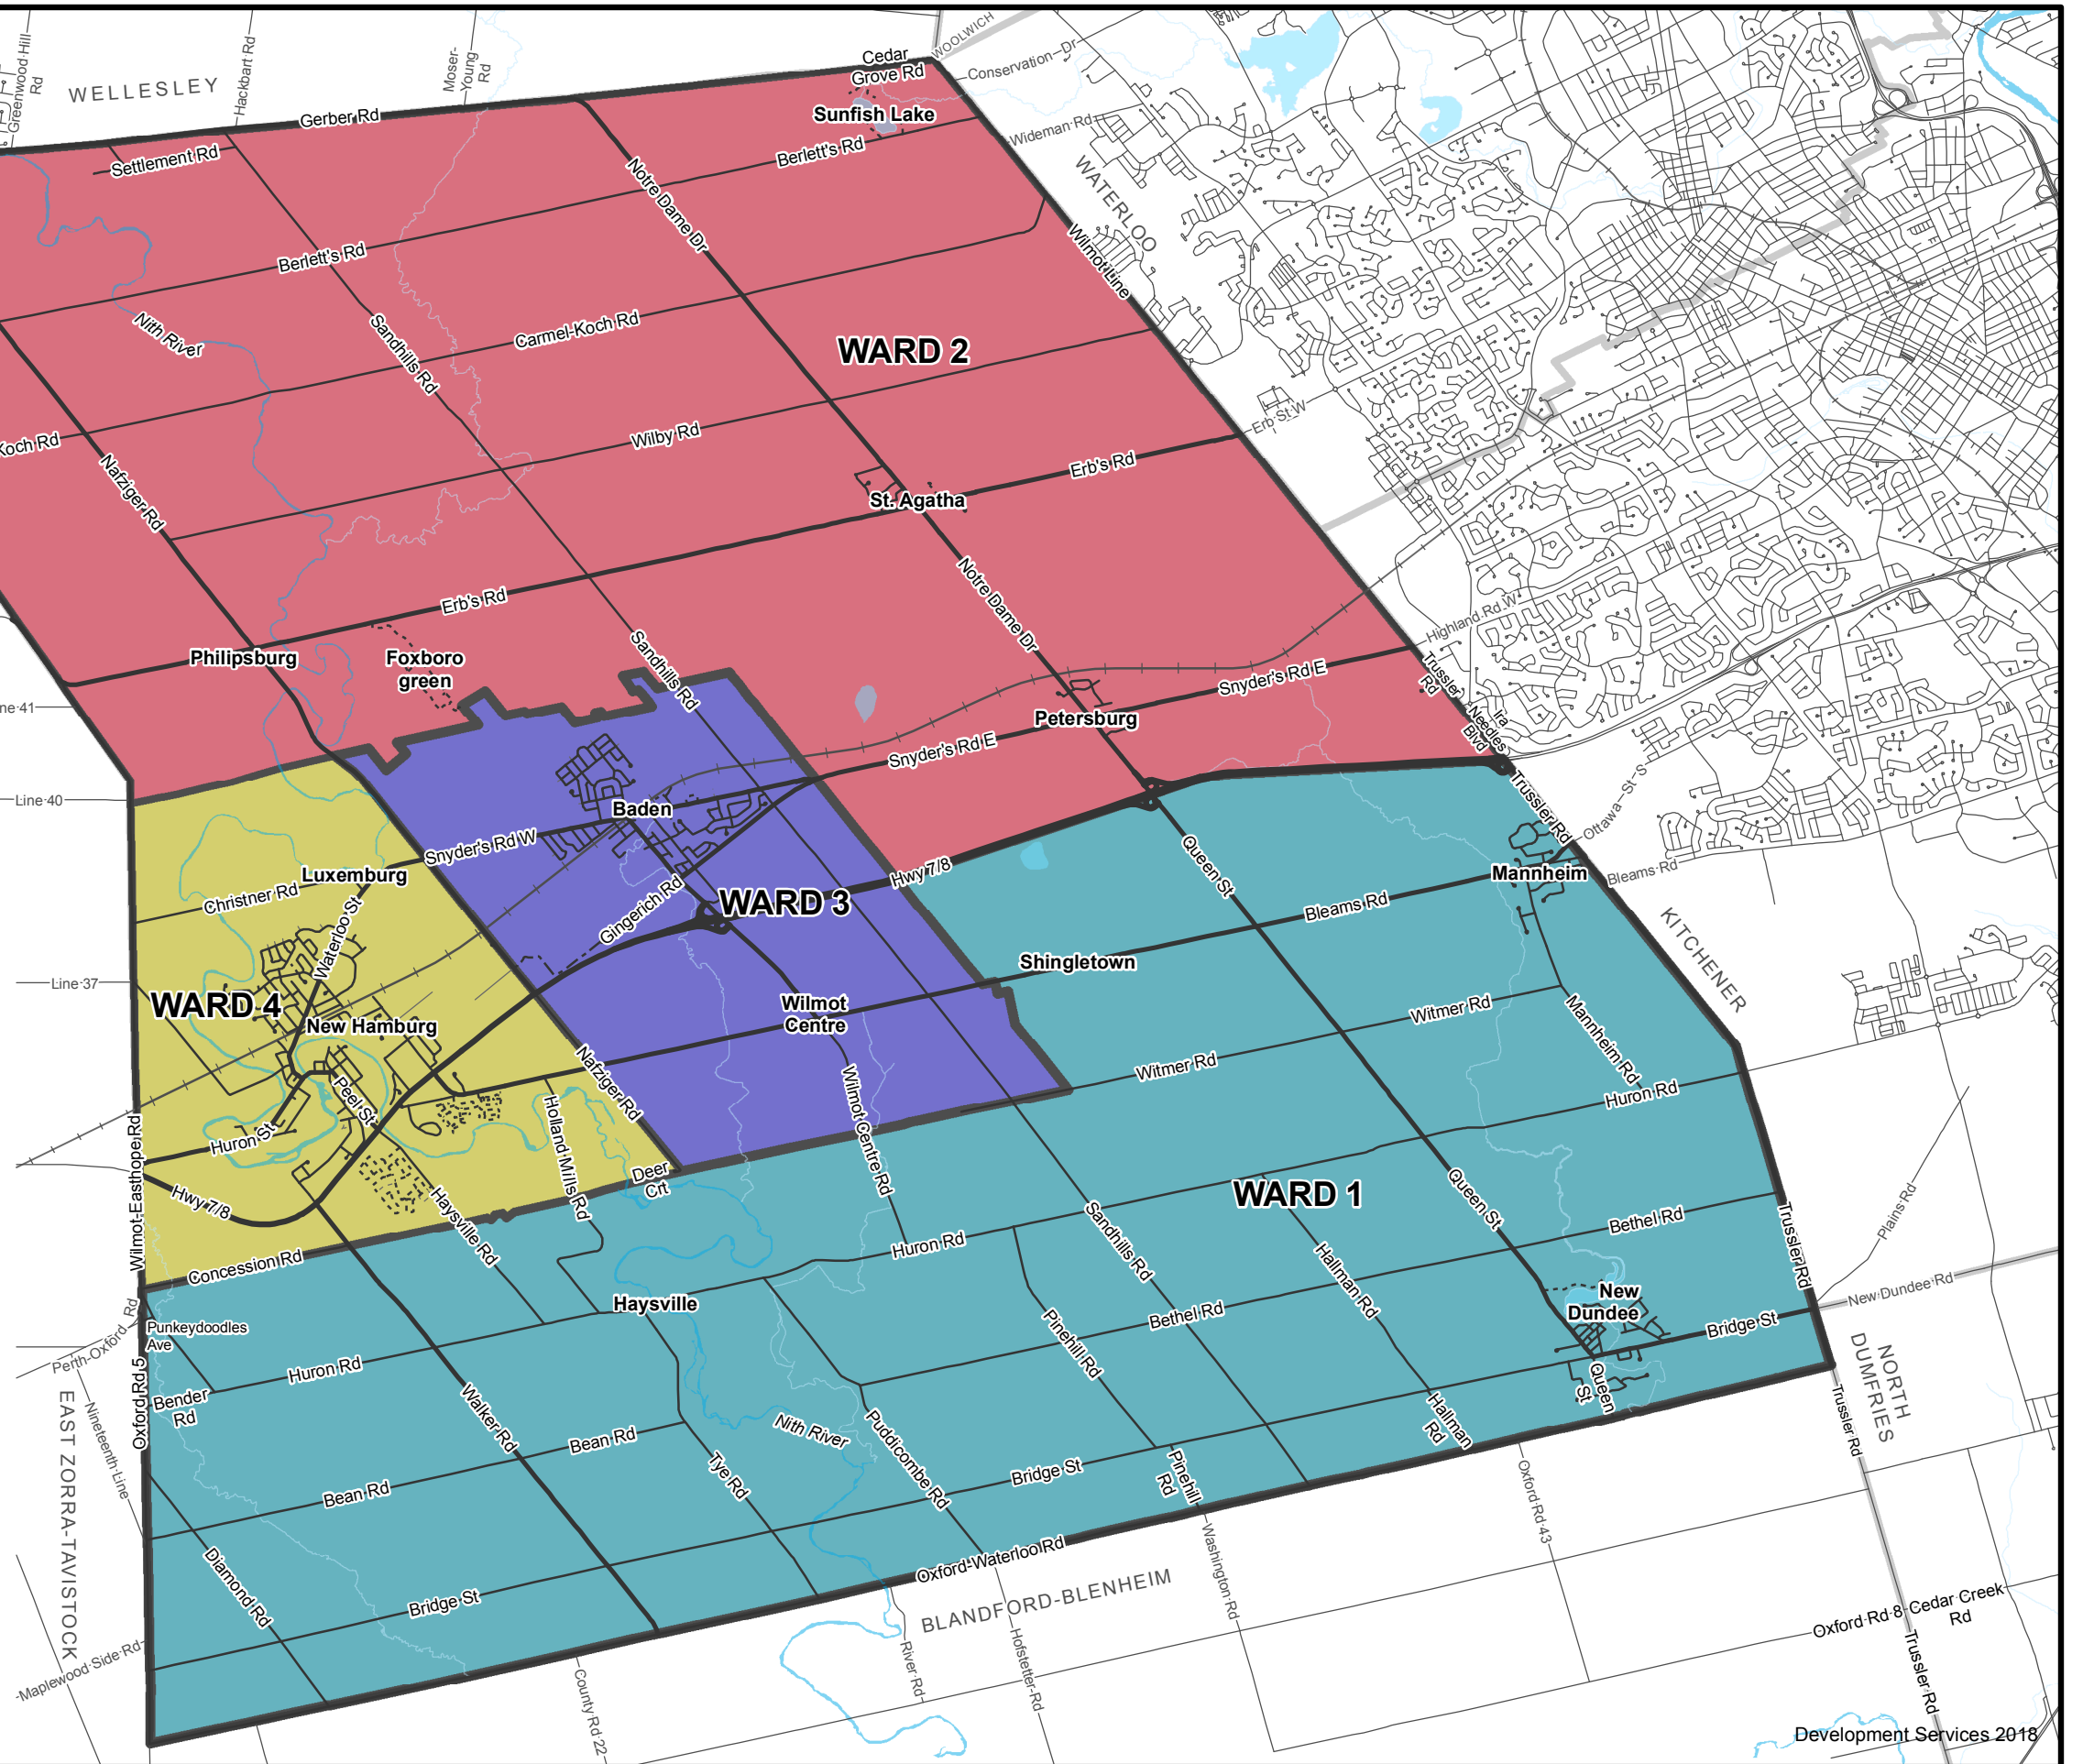 Greenwood Hill
Rd
WELLESLEY
Hackbart Rd
Moser-
Young
Rd
Cedar
Grove Rd
WOOLWICH
Conservation Dr
Gerber Rd
Sunfish Lake
Settlement Rd
Berlett's Rd
Wideman Rd
Notre Dame Dr
WATERLOO
Berlett's Rd
Wilmot Line
Nith River
Sandhills Rd
Carmel-Koch Rd
WARD 2
Koch Rd
Wilby Rd
Erb St W
Nafziger Rd
Erb's Rd
St. Agatha
Erb's Rd
Notre Dame Dr
Highland Rd W
Philipsburg
Foxboro
green
Sandhills Rd
Trussler
Rd
Snyder's Rd E
Ira
Needles
Blvd
ne 41
Petersburg
Snyder's Rd E
Line 40
Baden
Trussler Rd
Ottawa St S
Snyder's Rd W
Queen St
Luxemburg
Hwy 7/8
Mannheim
Bleams Rd
Christner Rd
WARD 3
Bleams Rd
Waterloo St
Gingerich Rd
KITCHENER
Shingletown
Line 37
WARD 4
New Hamburg
Wilmot
Centre
Witmer Rd
Mannheim Rd
Witmer Rd
Nafziger Rd
Peel St
Huron Rd
Holland Mills Rd
Wilmot Centre Rd
Huron St
Wilmot-Easthope Rd
Deer
Crt
Hwy 7/8
Haysville Rd
WARD 1
Queen St
Plains Rd
Sandhills Rd
Bethel Rd
Trussler Rd
Huron Rd
Concession Rd
Hallman Rd
New Dundee Rd
New
Dundee
Haysville
Perth-Oxford Rd
Punkeydoodles
Ave
Bethel Rd
Bridge St
Pinehill Rd
Huron Rd
NORTH
DUMFRIES
Bender
Rd
Oxford Rd 5
EAST ZORRA-TAVISTOCK
Nineteenth Line
Walker Rd
Queen
St
Hallman
Rd
Trussler Rd
Bean Rd
Nith River
Puddicombe Rd
Tye Rd
Bridge St
Pinehill
Rd
Bean Rd
Oxford Rd 43
Washington Rd
Diamond Rd
Oxford-Waterloo Rd
Bridge St
BLANDFORD-BLENHEIM
Oxford Rd 8
Cedar Creek
Rd
Maplewood Side Rd
River Rd
Hofstetter Rd
County Rd 22
Trussler Rd
Development Services 2018